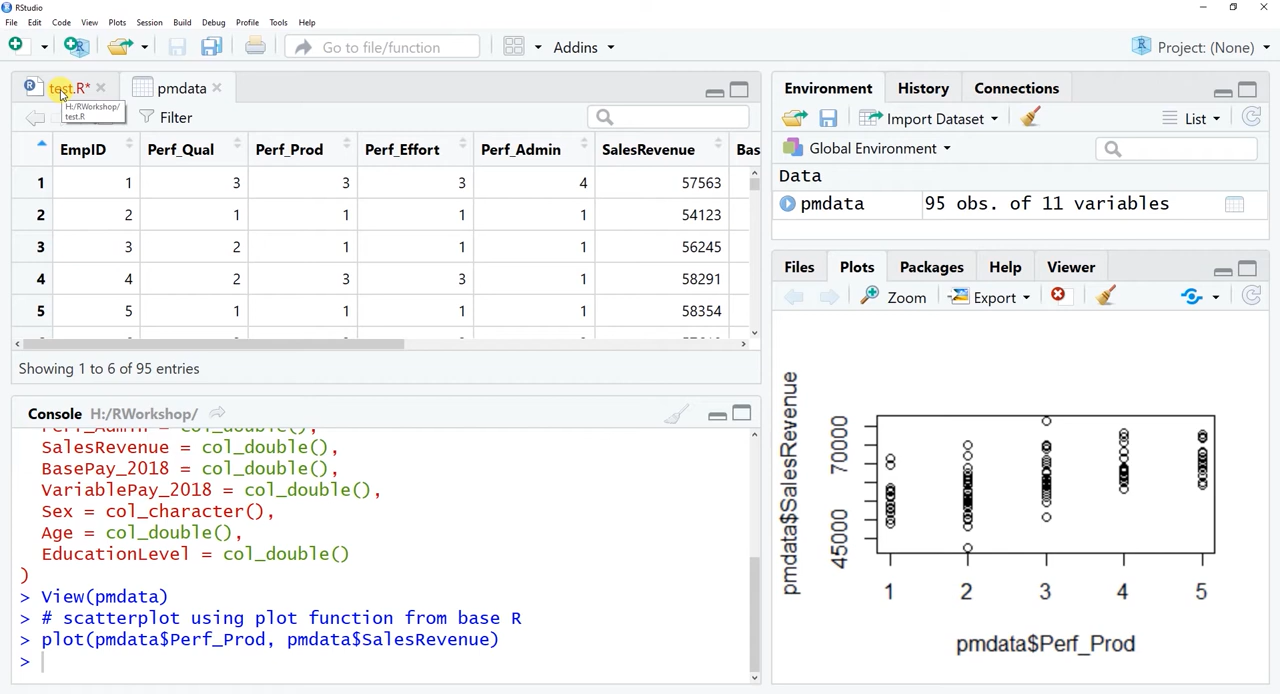 RStudio
File Edit Code View Plots Session Build Debug Profile Tools Help
Go to file/function
Addins
Project: (None)
test.R*
pmdata
H:/RWorkshop/
test.R
Filter
EmpID Perf_Qual Perf_Prod Perf_Effort Perf_Admin SalesRevenue Bas
1 1 3 3 3 4 57563
2 2 1 1 1 1 54123
3 3 2 1 1 1 56245
4 4 2 3 3 1 58291
5 5 1 1 1 1 58354
Showing 1 to 6 of 95 entries
Console H:/RWorkshop/
Perf_Admin = col_double(),
SalesRevenue = col_double(),
BasePay_2018 = col_double(),
VariablePay_2018 = col_double(),
Sex = col_character(),
Age = col_double(),
EducationLevel = col_double()
)
> View(pmdata)
> # scatterplot using plot function from base R
> plot(pmdata$Perf_Prod, pmdata$SalesRevenue)
>
Environment History Connections
Import Dataset
List
Global Environment
Data
pmdata 95 obs. of 11 variables
Files Plots Packages Help Viewer
Zoom Export
pmdata$SalesRevenue
70000
45000
1 2 3 4 5
pmdata$Perf_Prod